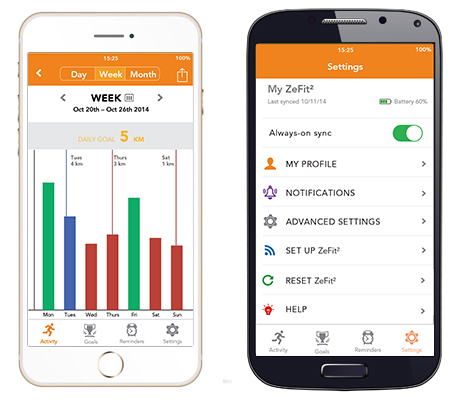 15:25 100%
Day Week Month
WEEK
Oct 20th – Oct 26th 2014
DAILY GOAL 5 KM
Tues Thurs Sat
4 km 3 km 1 km
Mon Tues Wed Thurs Fri Sat Sun
Activity Goals Reminders Settings
15:25 100%
Settings
My ZeFit²
Last synced 10/11/14 Battery 60%
Always-on sync
MY PROFILE
NOTIFICATIONS
ADVANCED SETTINGS
SET UP ZeFit²
RESET ZeFit²
HELP
Activity Goals Reminders Settings